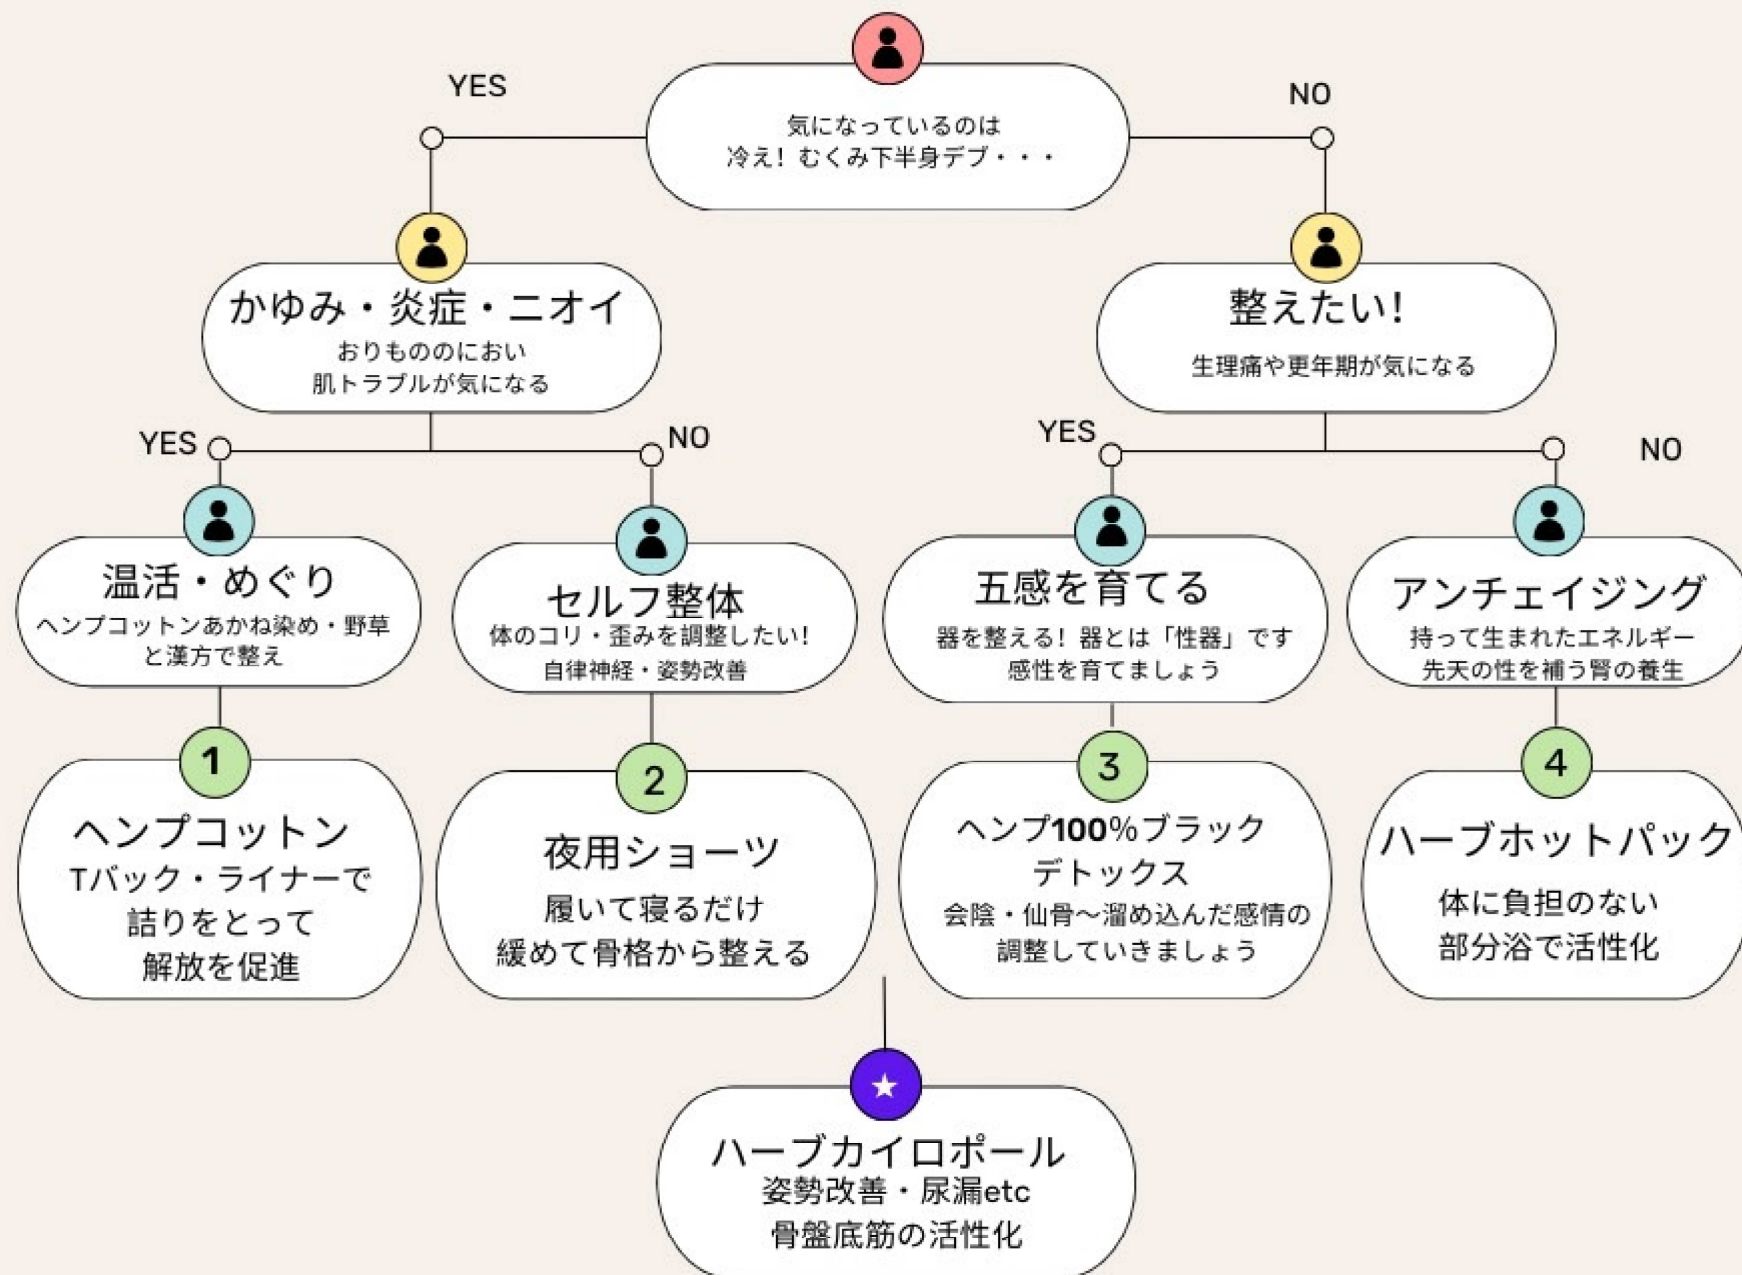 YES
NO
気になっているのは
冷え！むくみ下半身デブ・・・
かゆみ・炎症・ニオイ
おりもののにおい
肌トラブルが気になる
整えたい！
生理痛や更年期が気になる
YES
NO
YES
NO
温活・めぐり
ヘンプコットンあかね染め・野草
と漢方で整え
セルフ整体
体のコリ・歪みを調整したい！
自律神経・姿勢改善
五感を育てる
器を整える！器とは「性器」です
感性を育てましょう
アンチェイジング
持って生まれたエネルギー
先天の性を補う腎の養生
1
ヘンプコットン
Tバック・ライナーで
詰りをとって
解放を促進
2
夜用ショーツ
履いて寝るだけ
緩めて骨格から整える
3
ヘンプ100％ブラック
デトックス
会陰・仙骨〜溜め込んだ感情の
調整していきましょう
4
ハーブホットパック
体に負担のない
部分浴で活性化
ハーブカイロポール
姿勢改善・尿漏etc
骨盤底筋の活性化